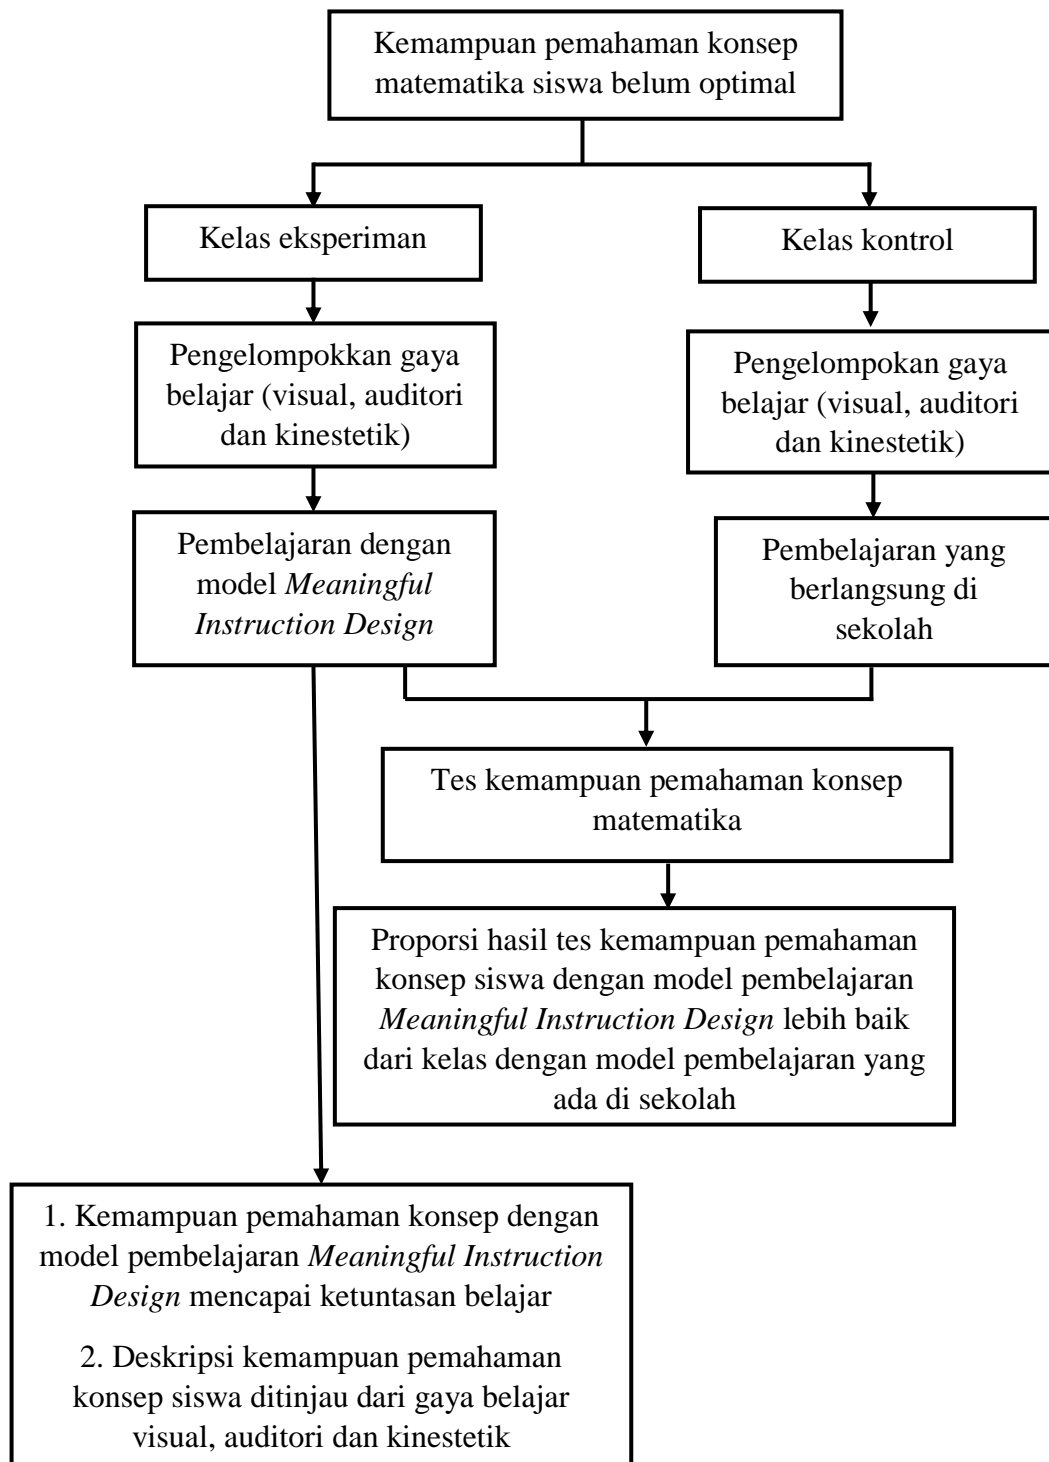 Kemampuan pemahaman konsep
matematika siswa belum optimal
Kelas eksperiman
Kelas kontrol
Pengelompokkan gaya
belajar (visual, auditori
dan kinestetik)
Pengelompokan gaya
belajar (visual, auditori
dan kinestetik)
Pembelajaran dengan
model Meaningful
Instruction Design
Pembelajaran yang
berlangsung di
sekolah
Tes kemampuan pemahaman konsep
matematika
Proporsi hasil tes kemampuan pemahaman
konsep siswa dengan model pembelajaran
Meaningful Instruction Design lebih baik
dari kelas dengan model pembelajaran yang
ada di sekolah
1. Kemampuan pemahaman konsep dengan
model pembelajaran Meaningful Instruction
Design mencapai ketuntasan belajar
2. Deskripsi kemampuan pemahaman
konsep siswa ditinjau dari gaya belajar
visual, auditori dan kinestetik